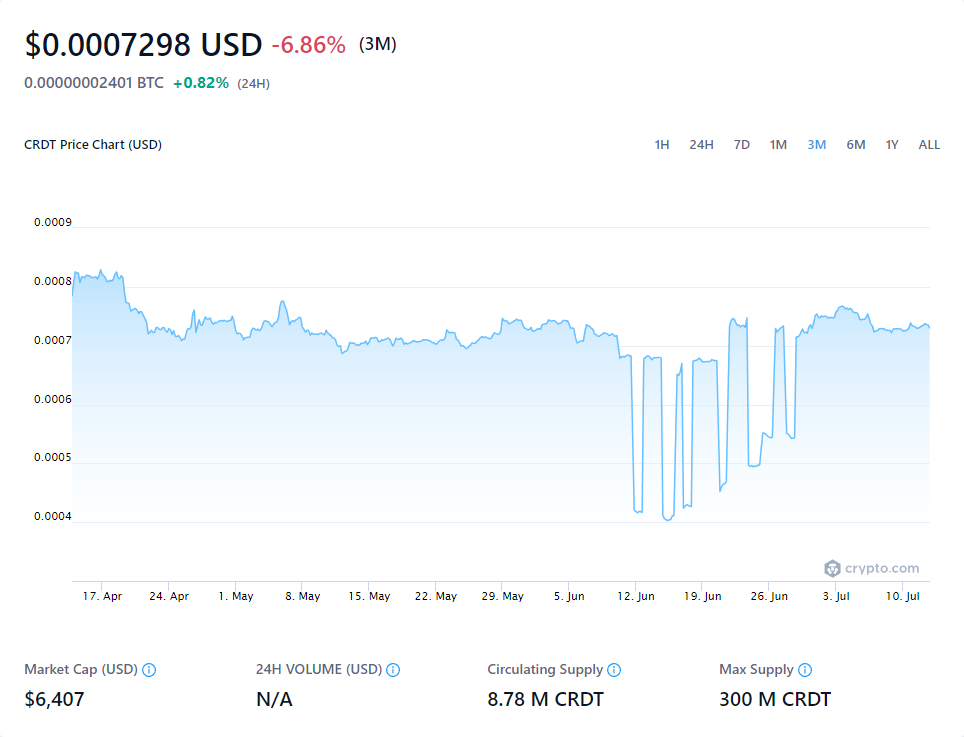 $0.0007298 USD -6.86% (3M)
0.00000002401 BTC +0.82% (24H)
CRDT Price Chart (USD) 1H 24H 7D 1M 3M 6M 1Y ALL
0.0009
0.0008
0.0007
0.0006
0.0005
0.0004
crypto.com
17. Apr 24. Apr 1. May 8. May 15. May 22. May 29. May 5. Jun 12. Jun 19. Jun 26. Jun 3. Jul 10. Jul
Market Cap (USD) 24H VOLUME (USD) Circulating Supply Max Supply
$6,407 N/A 8.78 M CRDT 300 M CRDT